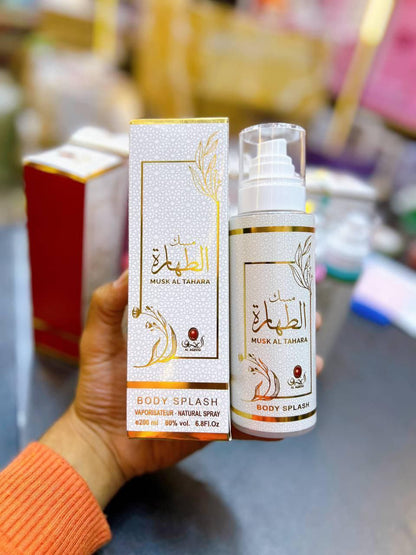 مسك
الطهارة
MUSK AL TAHARA
BODY SPLASH
VAPORISATEUR - NATURAL SPRAY
e200 ml 80% vol. 6.8Fl.Oz
مسك
الطهارة
MUSK AL TAHARA
BODY SPLASH